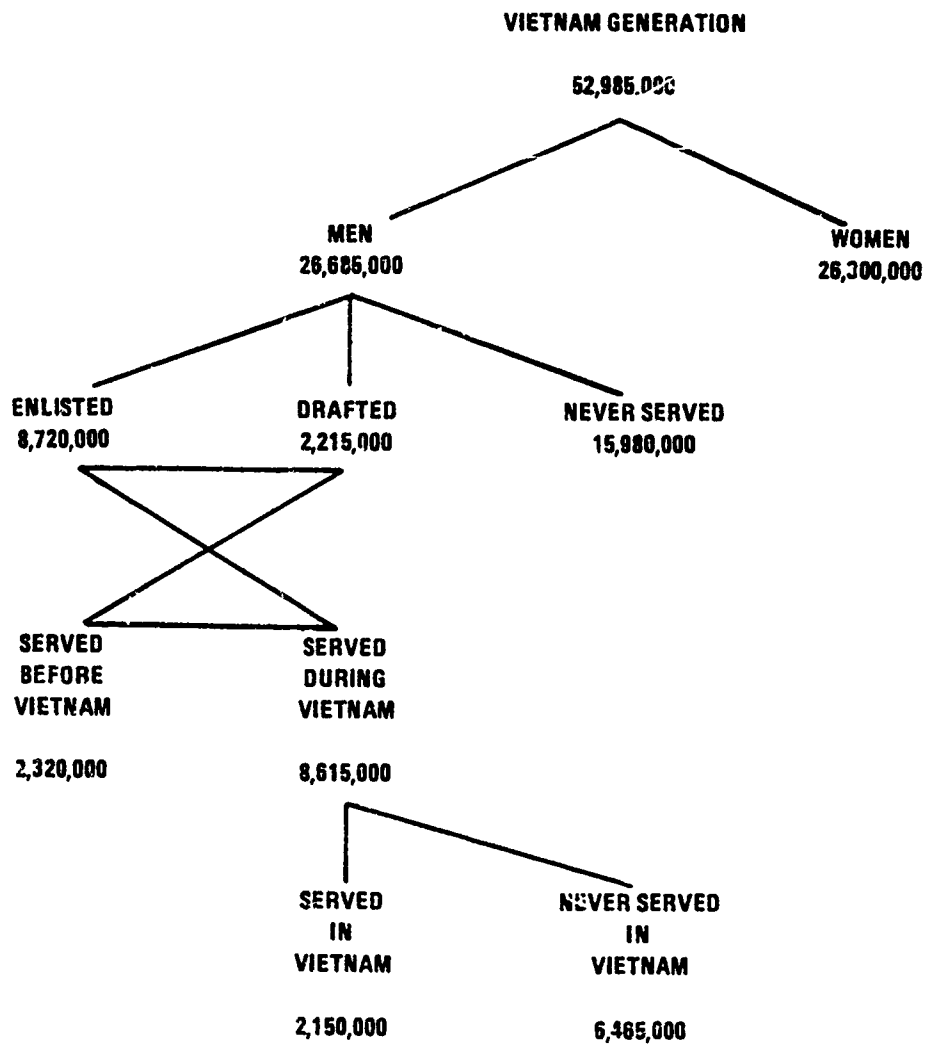 VIETNAM GENERATION
52,985,000
MEN
26,685,000
WOMEN
26,300,000
ENLISTED
8,720,000
DRAFTED
2,215,000
NEVER SERVED
15,980,000
SERVED
BEFORE
VIETNAM
2,320,000
SERVED
DURING
VIETNAM
8,615,000
SERVED
IN
VIETNAM
2,150,000
NEVER SERVED
IN
VIETNAM
6,465,000